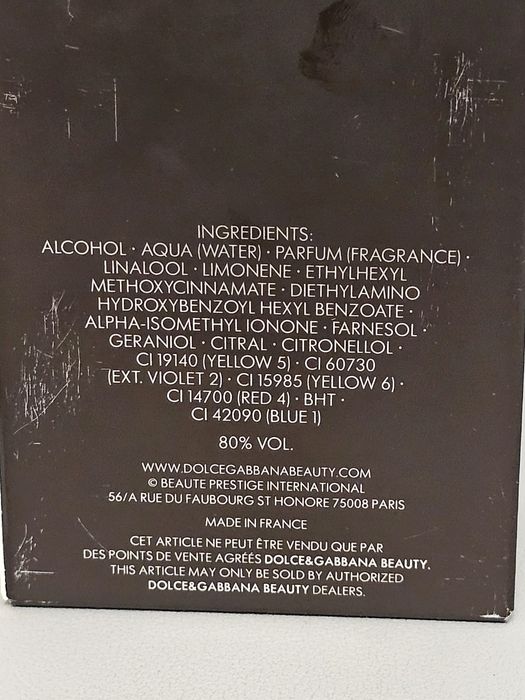 INGREDIENTS:
ALCOHOL · AQUA (WATER) · PARFUM (FRAGRANCE) ·
LINALOOL · LIMONENE · ETHYLHEXYL
METHOXYCINNAMATE · DIETHYLAMINO
HYDROXYBENZOYL HEXYL BENZOATE ·
ALPHA-ISOMETHYL IONONE · FARNESOL ·
GERANIOL · CITRAL · CITRONELLOL ·
CI 19140 (YELLOW 5) · CI 60730
(EXT. VIOLET 2) · CI 15985 (YELLOW 6) ·
CI 14700 (RED 4) · BHT ·
CI 42090 (BLUE 1)
80% VOL.
WWW.DOLCEGABBANABEAUTY.COM
© BEAUTE PRESTIGE INTERNATIONAL
56/A RUE DU FAUBOURG ST HONORE 75008 PARIS
MADE IN FRANCE
CET ARTICLE NE PEUT ÊTRE VENDU QUE PAR
DES POINTS DE VENTE AGRÉÉS DOLCE&GABBANA BEAUTY.
THIS ARTICLE MAY ONLY BE SOLD BY AUTHORIZED
DOLCE&GABBANA BEAUTY DEALERS.